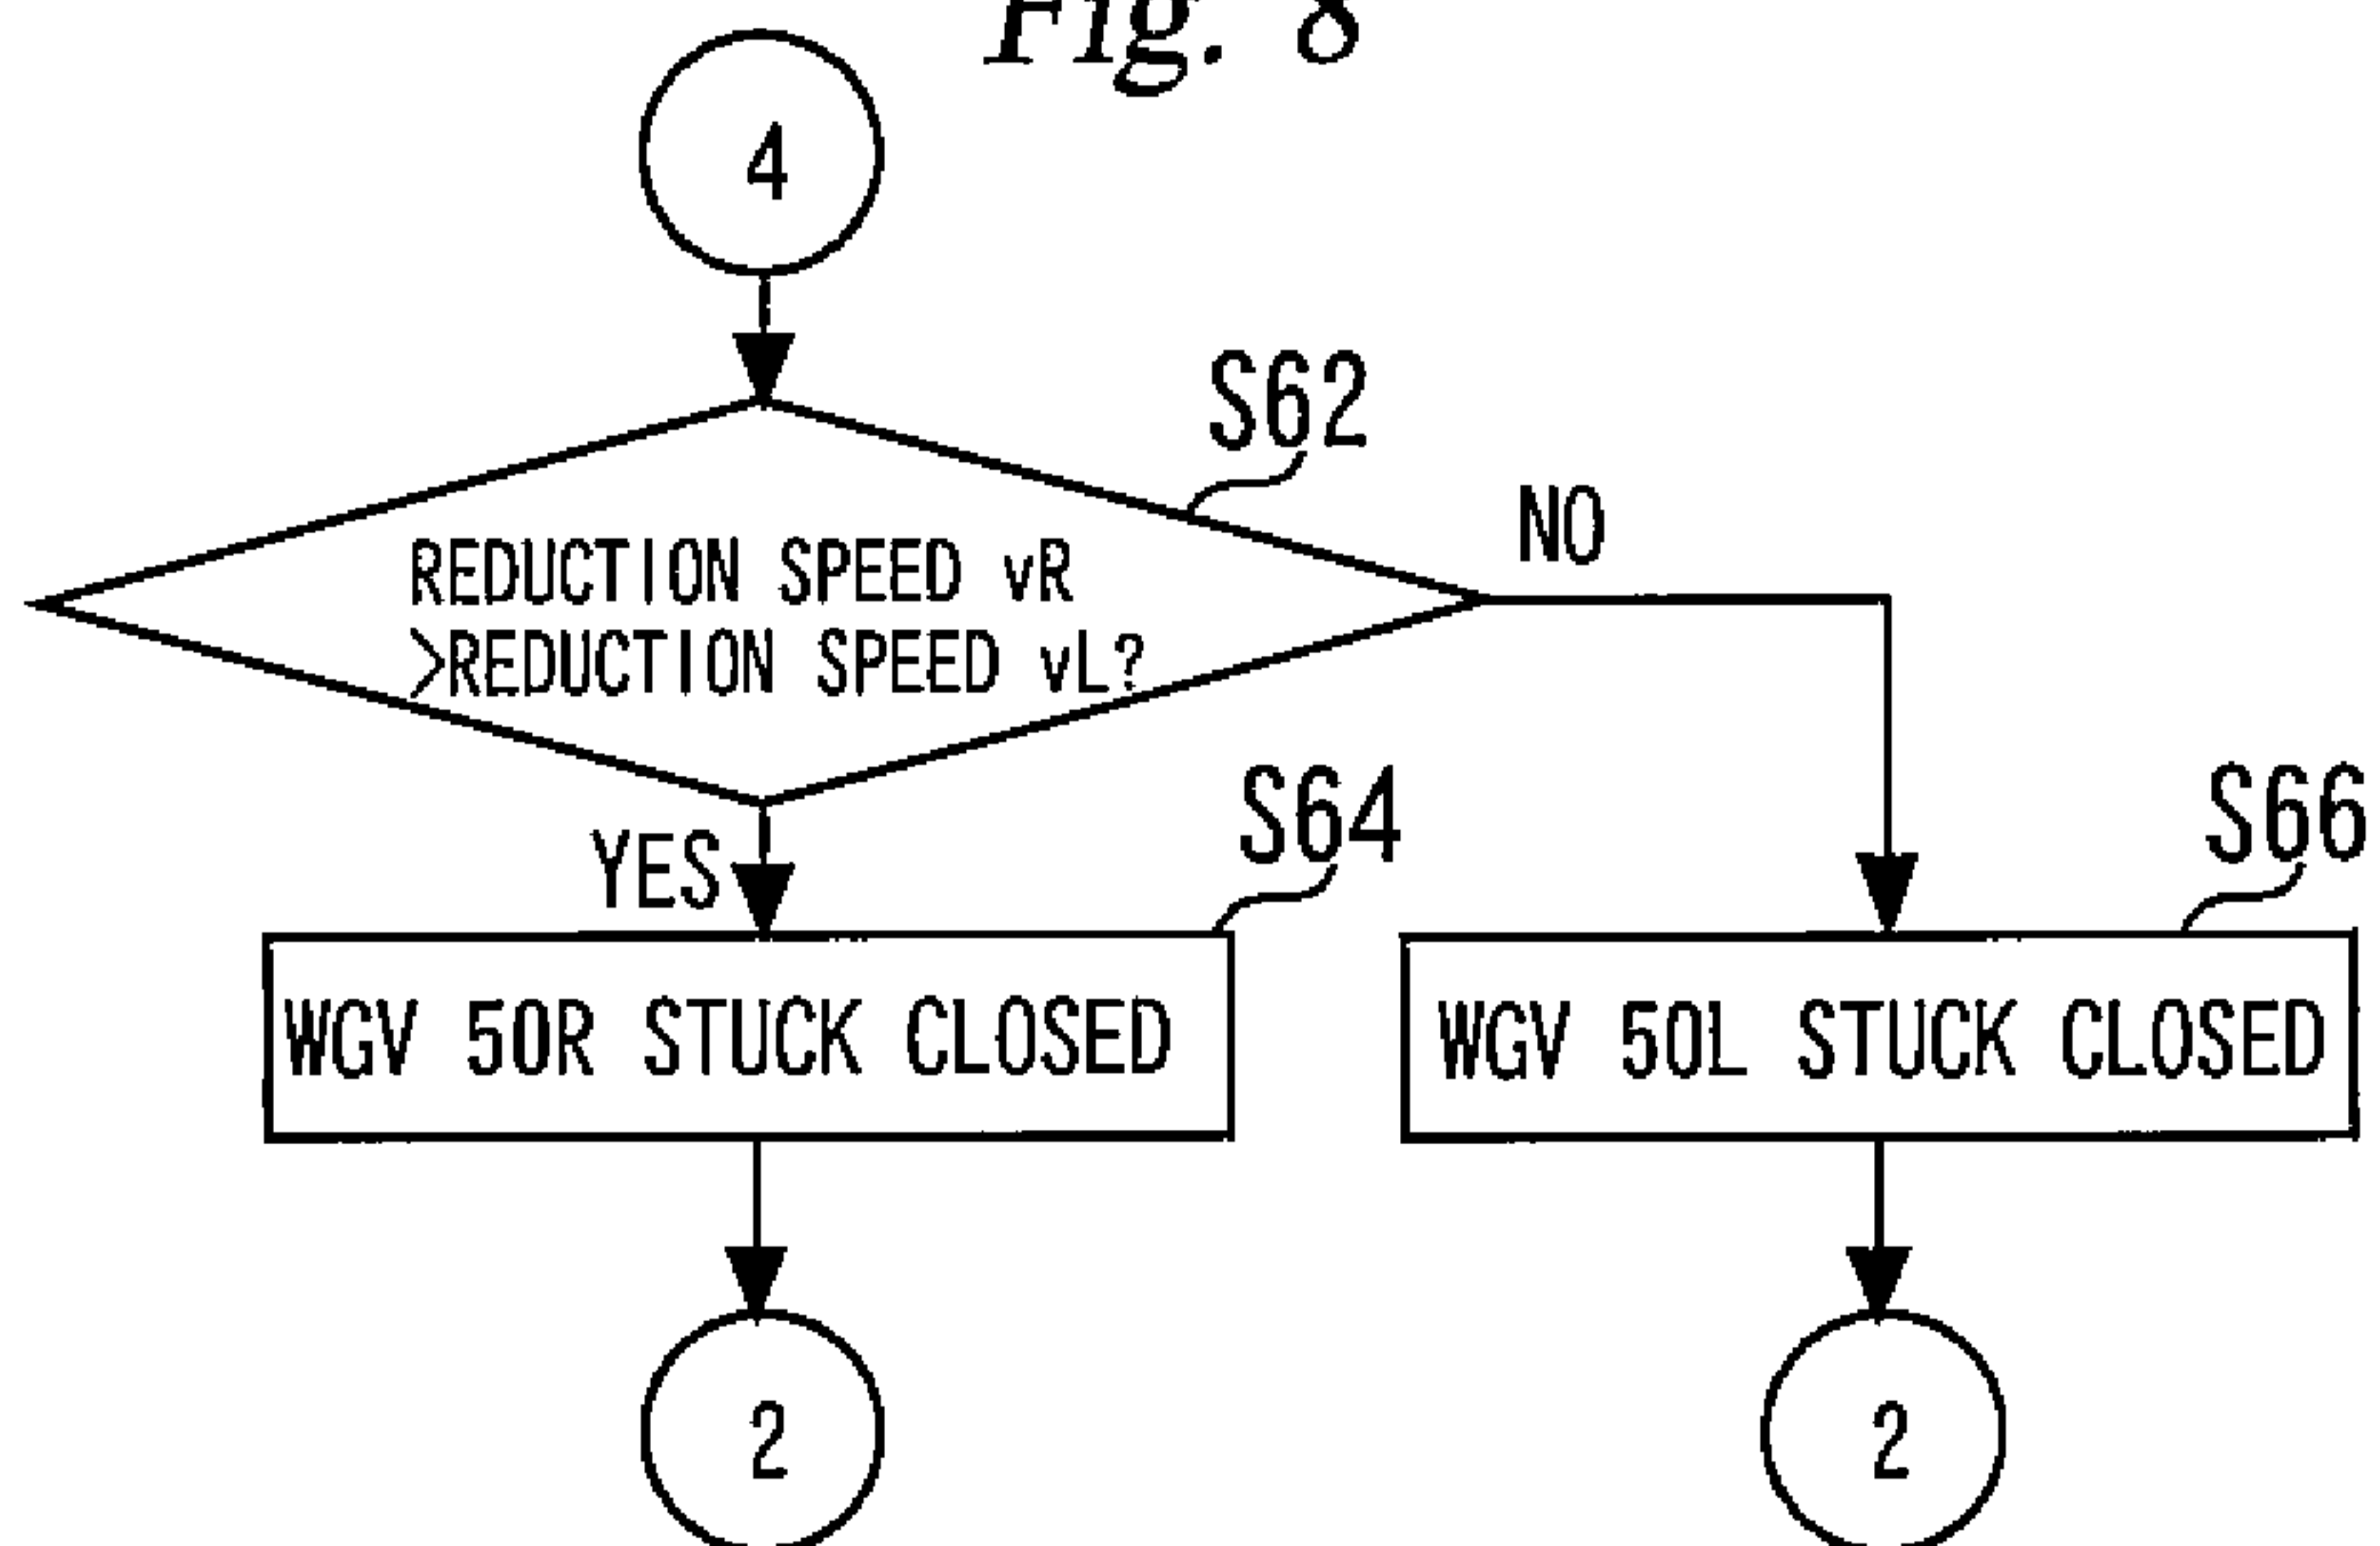 Fig. 8
4
S62
NO
REDUCTION SPEED vR
>REDUCTION SPEED vL?
YES
S64
S66
WGV 50R STUCK CLOSED
WGV 50L STUCK CLOSED
2
2